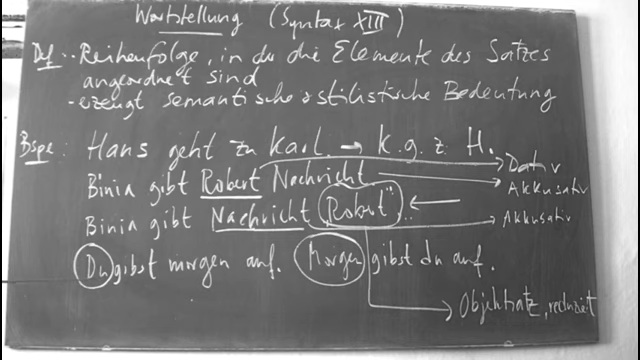 Wortstellung (Syntax XIII)
Def.: - Reihenfolge, in der die Elemente des Satzes
angeordnet sind
- erzeugt semantische & stilistische Bedeutung
Bspe: Hans geht zu Karl. → K. g. z. H.
Dativ
Binia gibt Robert Nachricht
Akkusativ
Binia gibt Nachricht „Robert“...
Akkusativ
Du gibst morgen auf. Morgen gibst du auf.
Objektsatz, reduziert